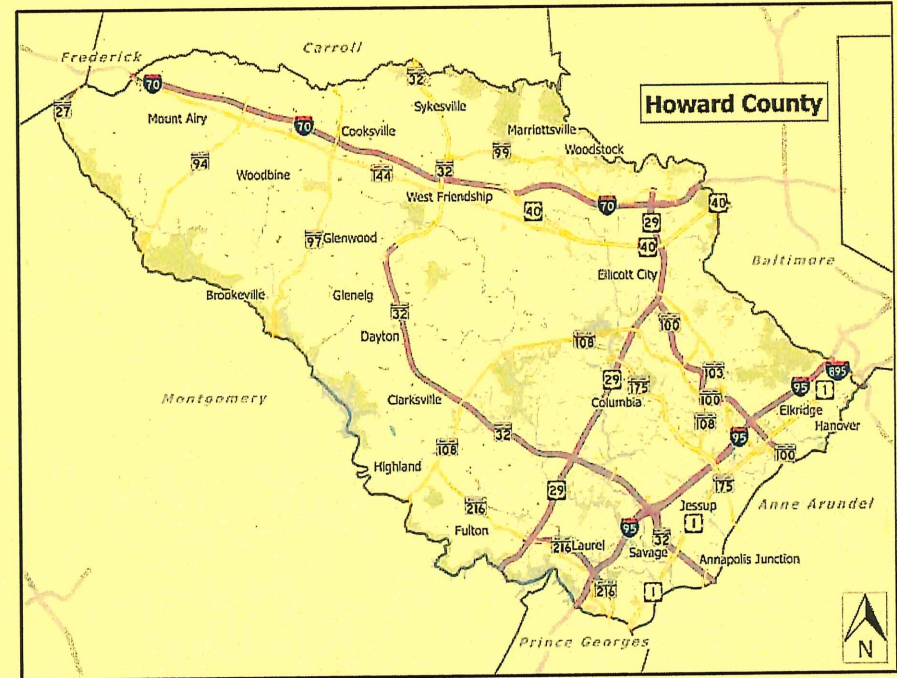 Carroll
Frederick
32
70
Howard County
27
Sykesville
Mount Airy
70
Cooksville
Marriottsville
99
Woodstock
94
144
32
Woodbine
West Friendship
70
40
40
29
97
Glenwood
40
Ellicott City
Baltimore
Brookeville
Glenelg
32
Dayton
100
108
103
895
29
175
95
1
Montgomery
Clarksville
Columbia
100
Elkridge
108
Hanover
32
95
108
100
Highland
175
29
Anne Arundel
216
Jessup
1
Fulton
95
216
Laurel
Savage
32
Annapolis Junction
216
1
Prince Georges
N